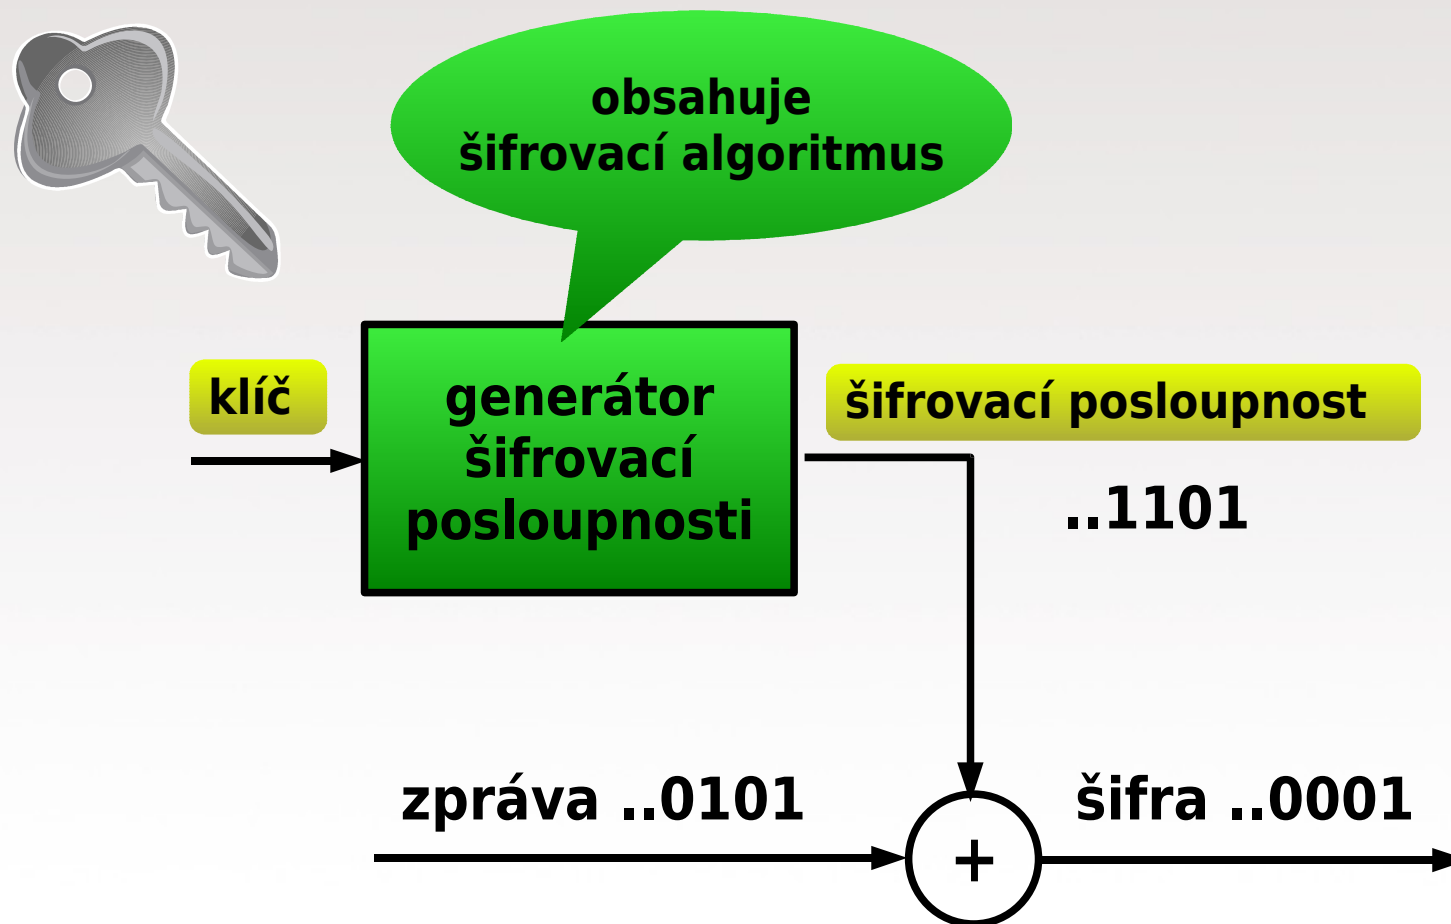 obsahuje
šifrovací algoritmus
klíč
generátor
šifrovací
posloupnosti
šifrovací posloupnost
..1101
zpráva ..0101
šifra ..0001
+